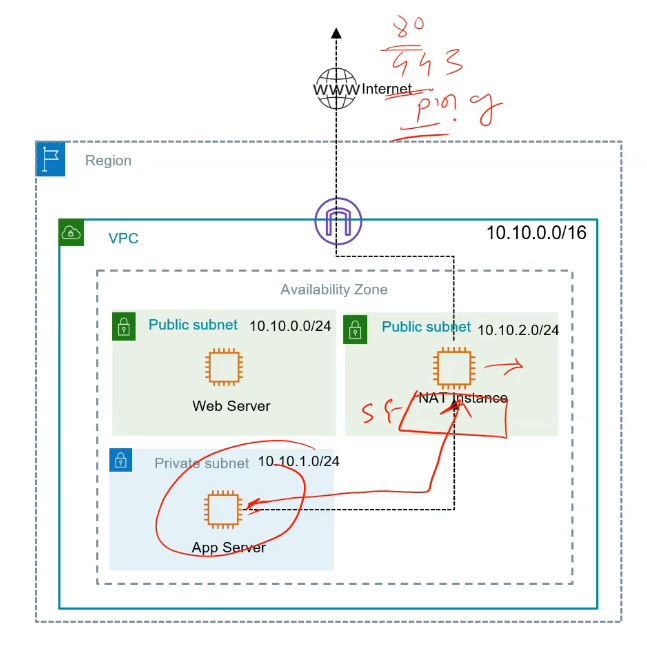 80
443
WWW Internet
ping
Region
VPC
10.10.0.0/16
Availability Zone
Public subnet 10.10.0.0/24
Public subnet 10.10.2.0/24
Web Server
NAT Instance
SG
Private subnet 10.10.1.0/24
App Server